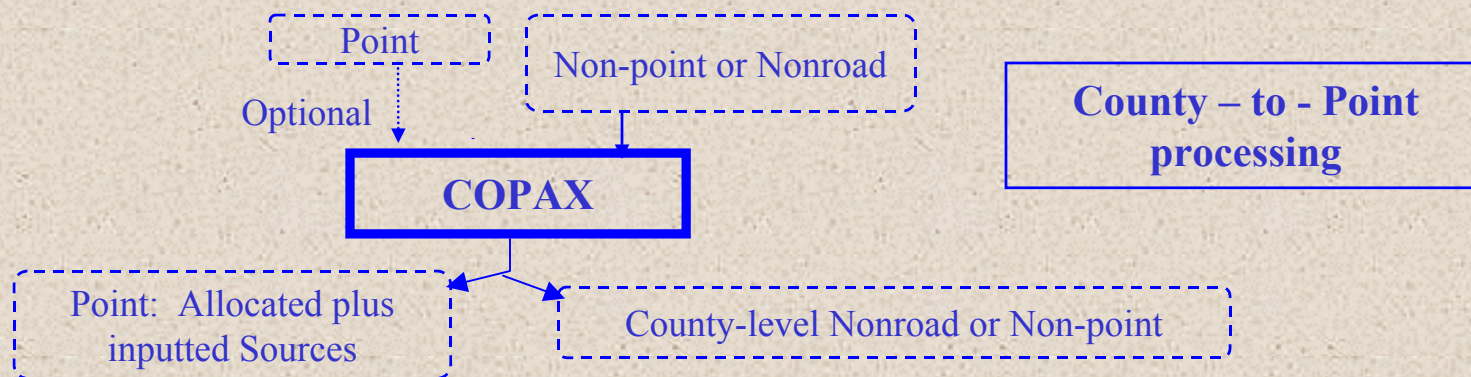 Point
Non-point or Nonroad
Optional
County – to - Point
processing
COPAX
Point:  Allocated plus
inputted Sources
County-level Nonroad or Non-point